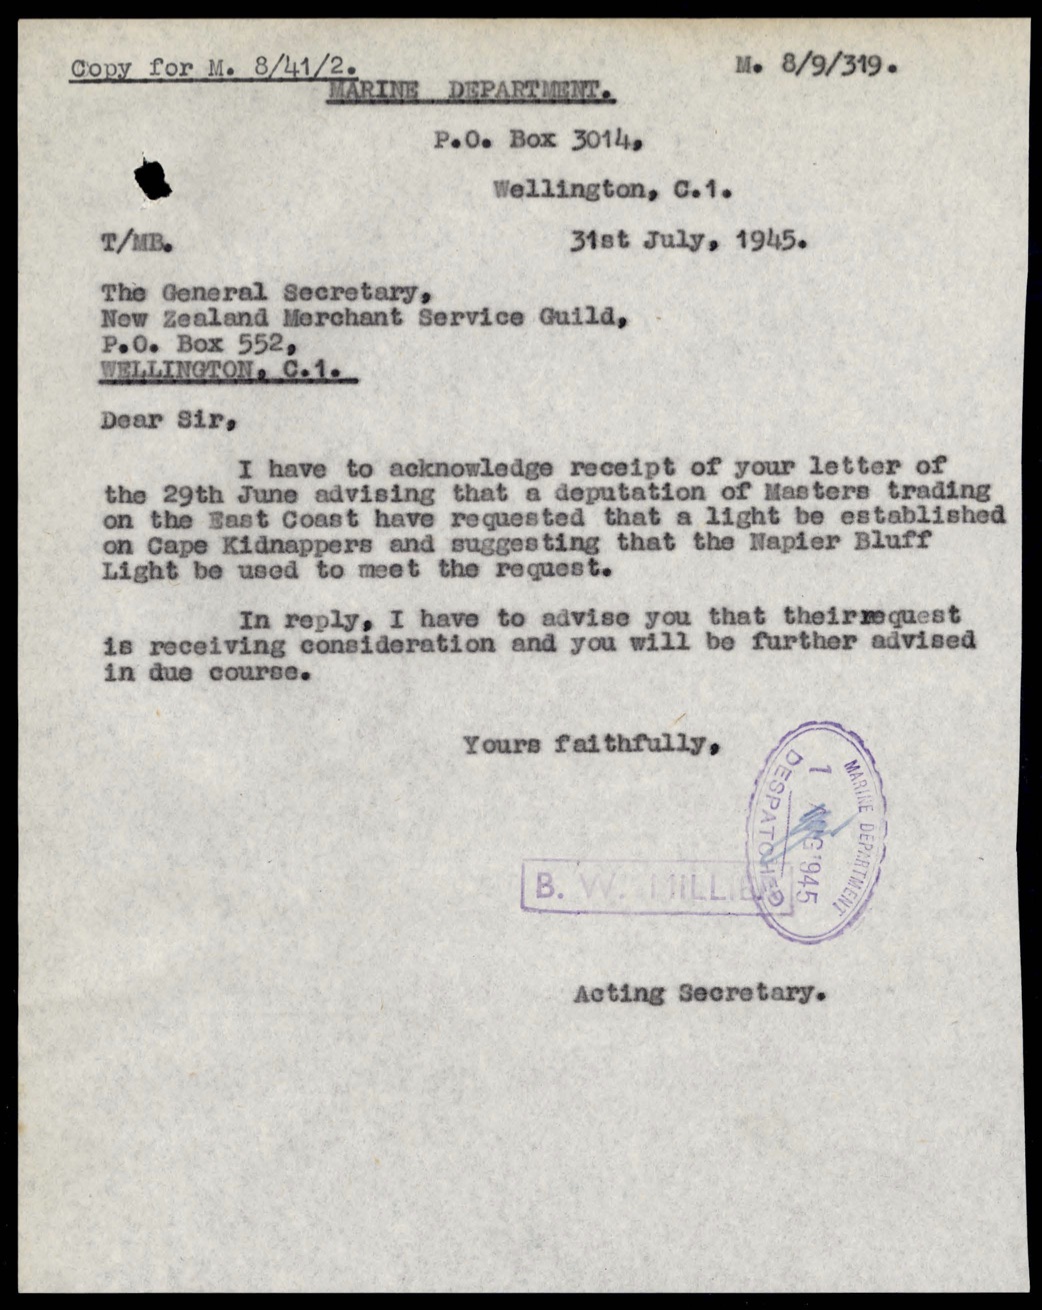 Copy for M. 8/41/2.
M. 8/9/319.
MARINE DEPARTMENT.
P.O. Box 3014,
Wellington, C.1.
T/MB.
31st July, 1945.
The General Secretary,
New Zealand Merchant Service Guild,
P.O. Box 552,
WELLINGTON, C.1.
Dear Sir,
I have to acknowledge receipt of your letter of
the 29th June advising that a deputation of Masters trading
on the East Coast have requested that a light be established
on Cape Kidnappers and suggesting that the Napier Bluff
Light be used to meet the request.
In reply, I have to advise you that their request
is receiving consideration and you will be further advised
in due course.
Yours faithfully,
MARINE DEPARTMENT
1 AUG 1945
DESPATCHED
B. W. MILLIE
Acting Secretary.